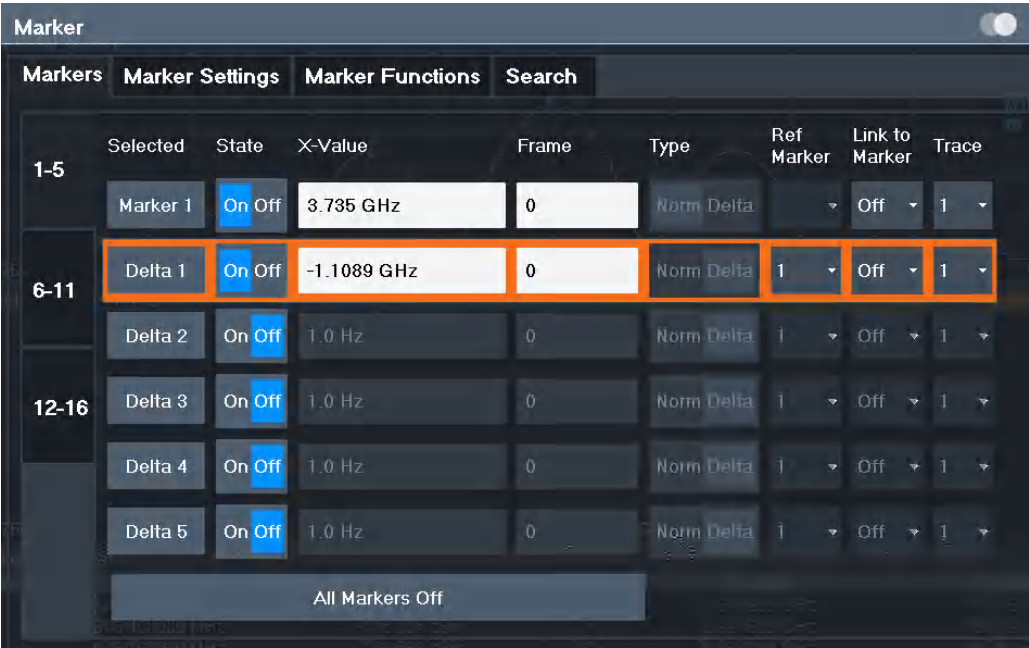 Marker
Markers Marker Settings Marker Functions Search
1-5
6-11
12-16
Selected State X-Value Frame Type Ref Marker Link to Marker Trace
Marker 1 On Off 3.735 GHz 0 Norm Delta Off 1
Delta 1 On Off -1.1089 GHz 0 Norm Delta 1 Off 1
Delta 2 On Off 1.0 Hz 0 Norm Delta 1 Off 1
Delta 3 On Off 1.0 Hz 0 Norm Delta 1 Off 1
Delta 4 On Off 1.0 Hz 0 Norm Delta 1 Off 1
Delta 5 On Off 1.0 Hz 0 Norm Delta 1 Off 1
All Markers Off